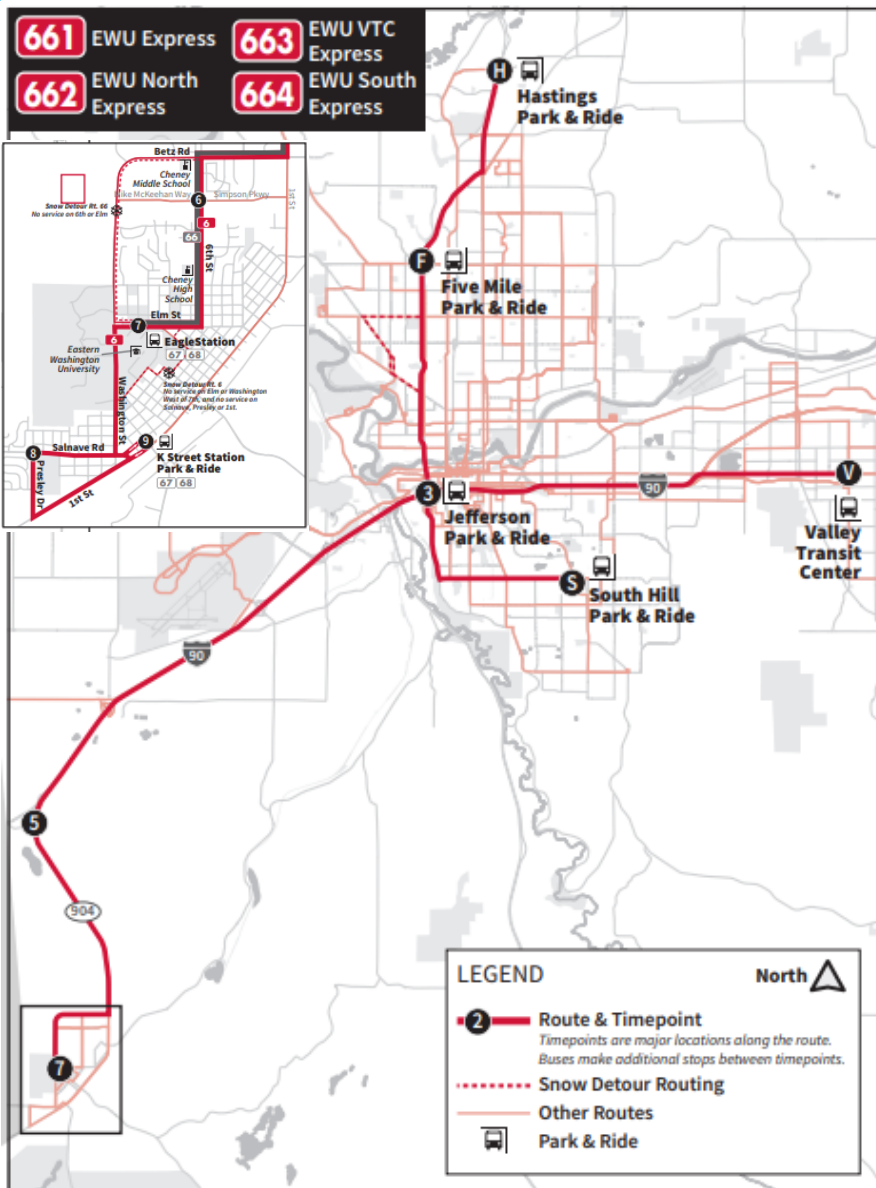 661 EWU Express
663 EWU VTC
Express
662 EWU North
Express
664 EWU South
Express
H
Hastings
Park & Ride
Betz Rd
Cheney
Middle School
Mike McKeehan Way
Simpson Pkwy
6
1st St
Snow Detour Rt. 66
No service on 6th or Elm
6
66
6th St
Cheney
High
School
Elm St
7
6
EagleStation
67 68
Eastern
Washington
University
Snow Detour Rt. 6
No service on Elm or Washington
West of 7th, and no service on
Salnave, Presley or 1st.
Washington St
9
8
Salnave Rd
K Street Station
Park & Ride
67 68
Presley Dr
1st St
F
Five Mile
Park & Ride
3
Jefferson
Park & Ride
90
V
Valley
Transit
Center
S
South Hill
Park & Ride
90
5
904
7
LEGEND
North
2
Route & Timepoint
Timepoints are major locations along the route.
Buses make additional stops between timepoints.
Snow Detour Routing
Other Routes
Park & Ride